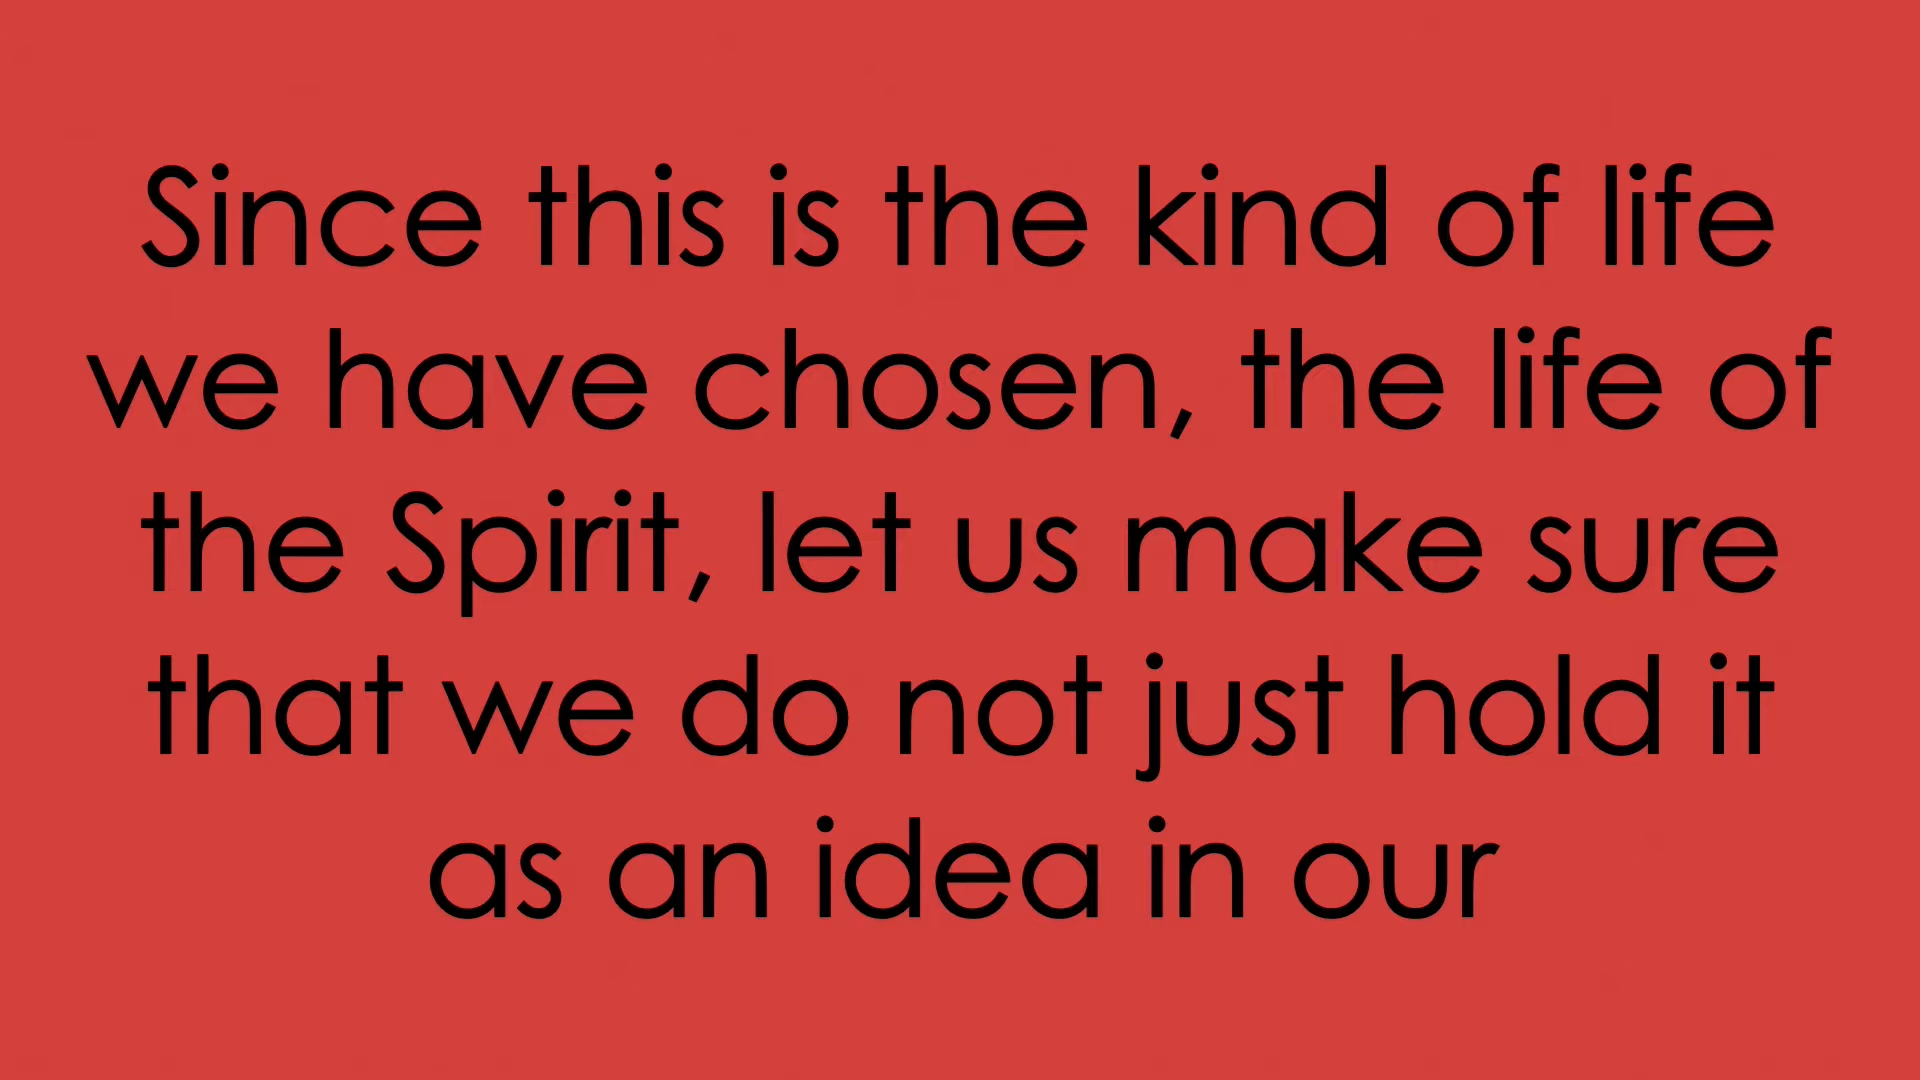 Since this is the kind of life
we have chosen, the life of
the Spirit, let us make sure
that we do not just hold it
as an idea in our